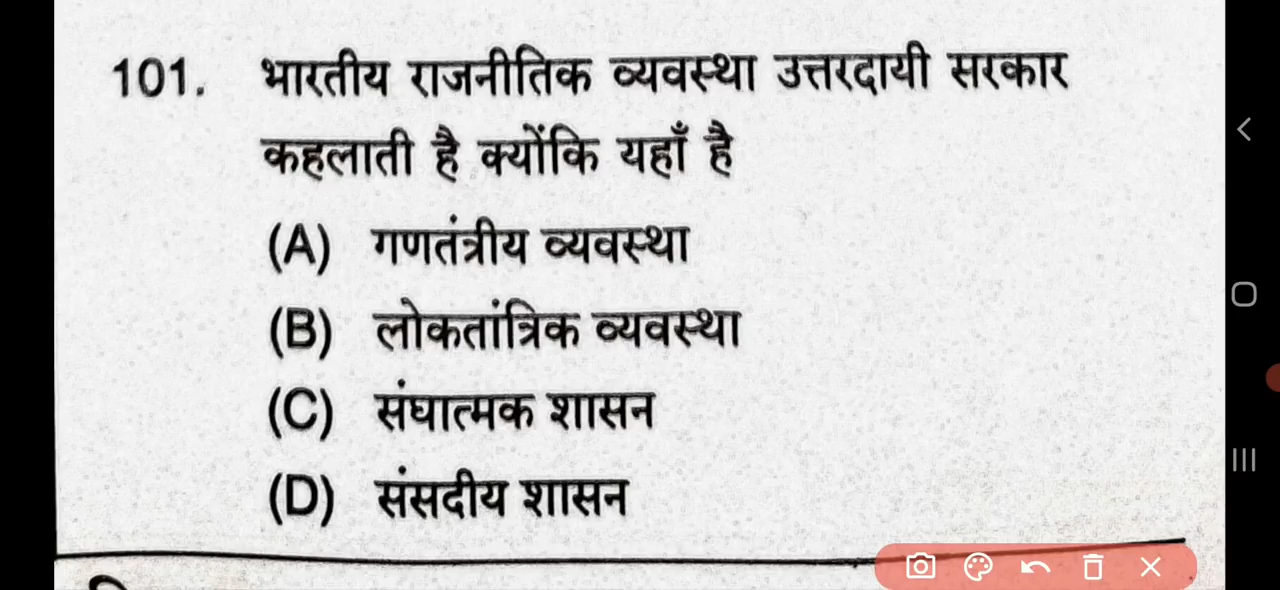 101. भारतीय राजनीतिक व्यवस्था उत्तरदायी सरकार
कहलाती है क्योंकि यहाँ है
(A) गणतंत्रीय व्यवस्था
(B) लोकतांत्रिक व्यवस्था
(C) संघात्मक शासन
(D) संसदीय शासन